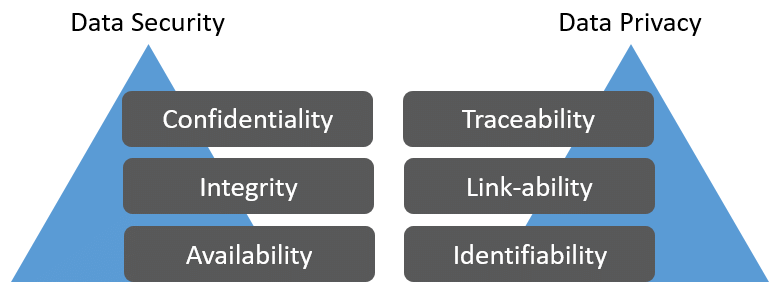 Data Security
Data Privacy
Confidentiality
Traceability
Integrity
Link-ability
Availability
Identifiability